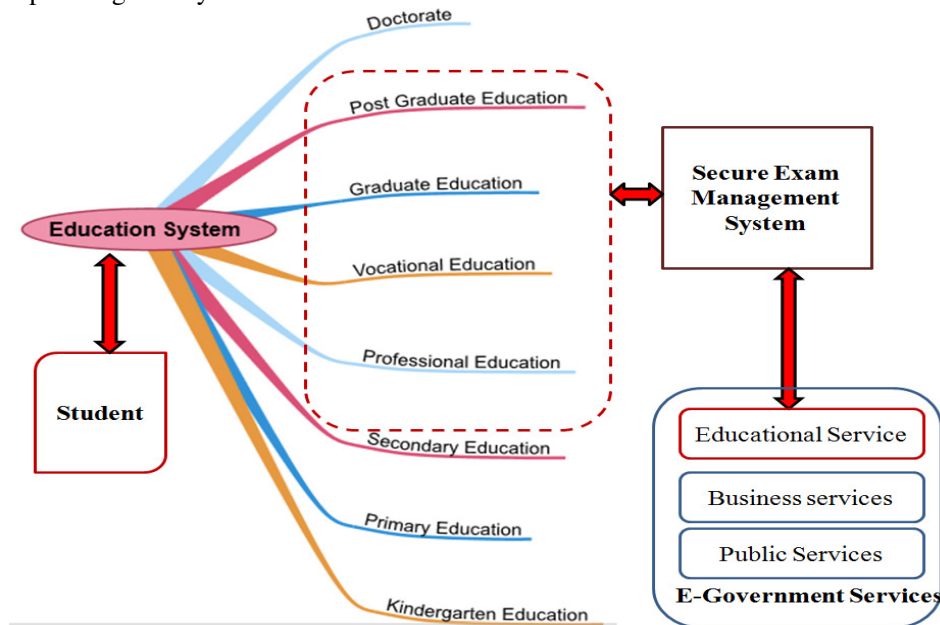 Doctorate
Post Graduate Education
Graduate Education
Education System
Vocational Education
Professional Education
Secondary Education
Primary Education
Kindergarten Education
Student
Secure Exam
Management
System
Educational Service
Business services
Public Services
E-Government Services